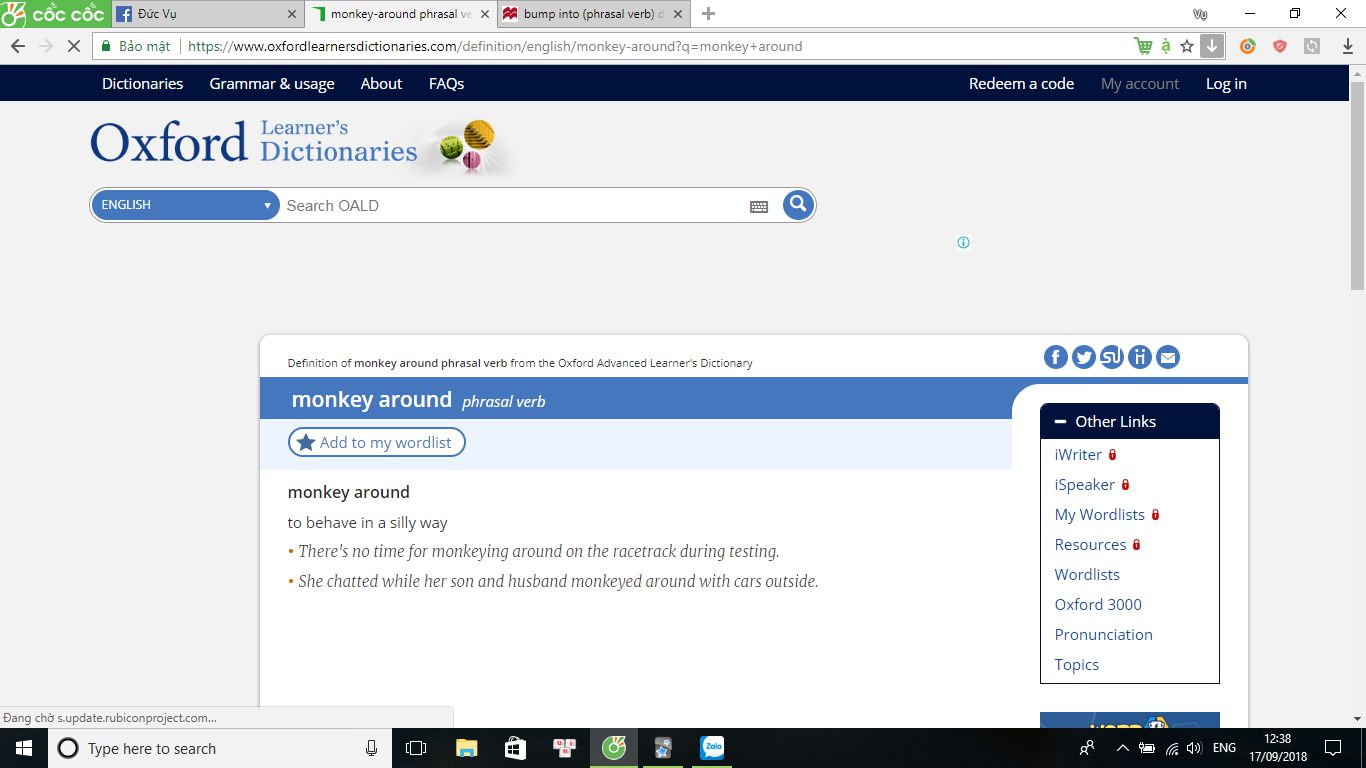 cốc cốc
Đức Vụ
monkey-around phrasal ve
bump into (phrasal verb) d
Vụ
Bảo mật
https://www.oxfordlearnersdictionaries.com/definition/english/monkey-around?q=monkey+around
Dictionaries
Grammar & usage
About
FAQs
Redeem a code
My account
Log in
Oxford Learner's Dictionaries
ENGLISH
Search OALD
Definition of monkey around phrasal verb from the Oxford Advanced Learner's Dictionary
monkey around phrasal verb
Add to my wordlist
monkey around
to behave in a silly way
• There's no time for monkeying around on the racetrack during testing.
• She chatted while her son and husband monkeyed around with cars outside.
Other Links
iWriter
iSpeaker
My Wordlists
Resources
Wordlists
Oxford 3000
Pronunciation
Topics
Đang chờ s.update.rubiconproject.com...
Type here to search
Zalo
ENG
12:38
17/09/2018